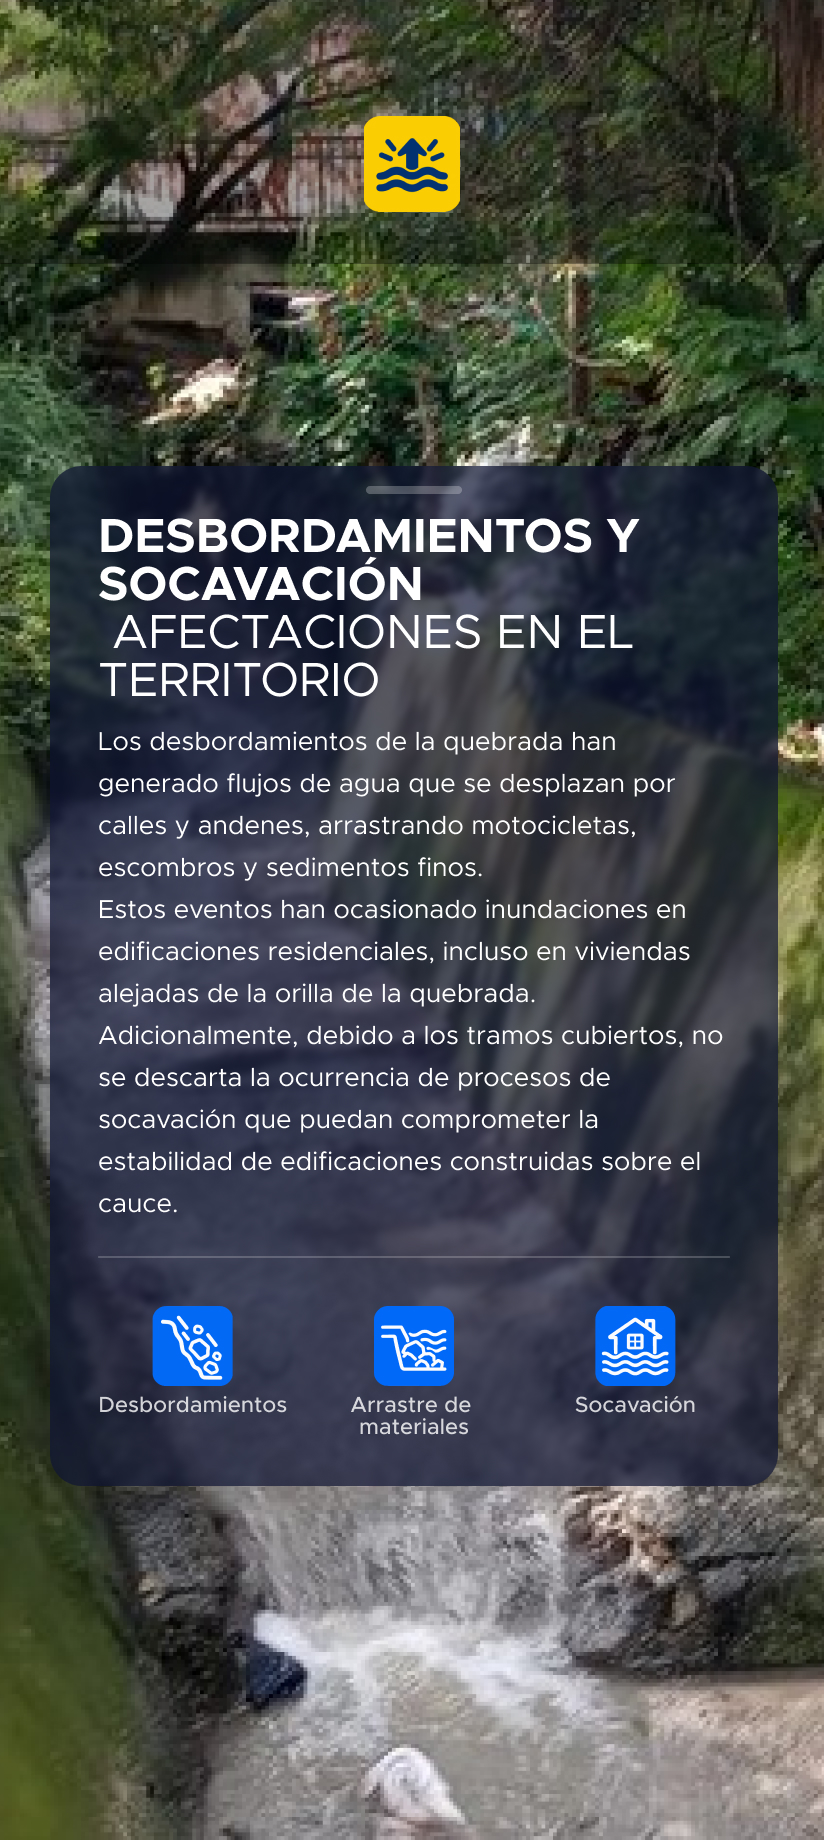 DESBORDAMIENTOS Y
SOCAVACIÓN
AFECTACIONES EN EL
TERRITORIO
Los desbordamientos de la quebrada han
generado flujos de agua que se desplazan por
calles y andenes, arrastrando motocicletas,
escombros y sedimentos finos.
Estos eventos han ocasionado inundaciones en
edificaciones residenciales, incluso en viviendas
alejadas de la orilla de la quebrada.
Adicionalmente, debido a los tramos cubiertos, no
se descarta la ocurrencia de procesos de
socavación que puedan comprometer la
estabilidad de edificaciones construidas sobre el
cauce.
Desbordamientos
Arrastre de
materiales
Socavación